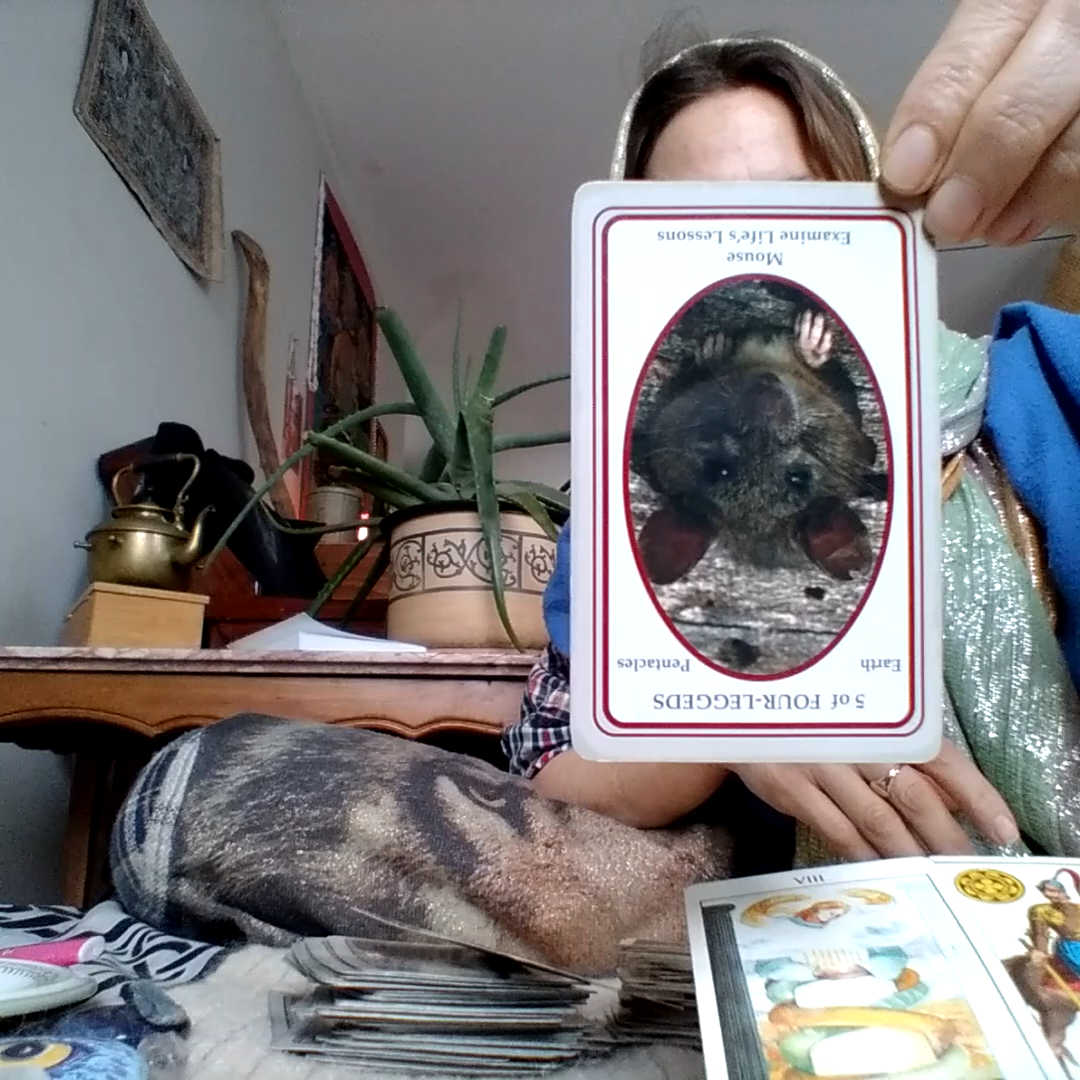 5 of FOUR-LEGGEDS
Earth Pentacles
Mouse
Examine Life's Lessons
VIII